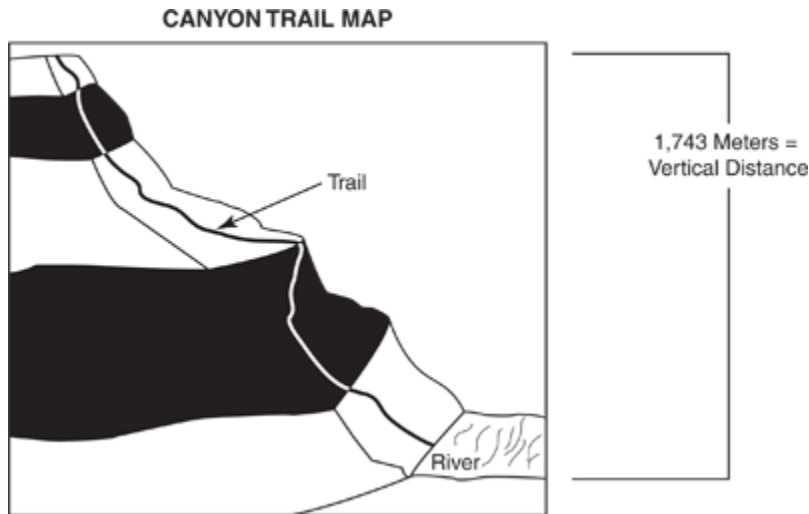 CANYON TRAIL MAP
1,743 Meters =
Vertical Distance
Trail
River